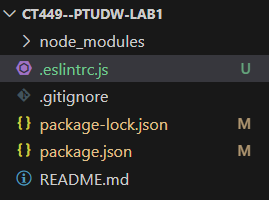 CT449--PTUDW-LAB1
node_modules
.eslintrc.js U
.gitignore
package-lock.json M
package.json M
README.md